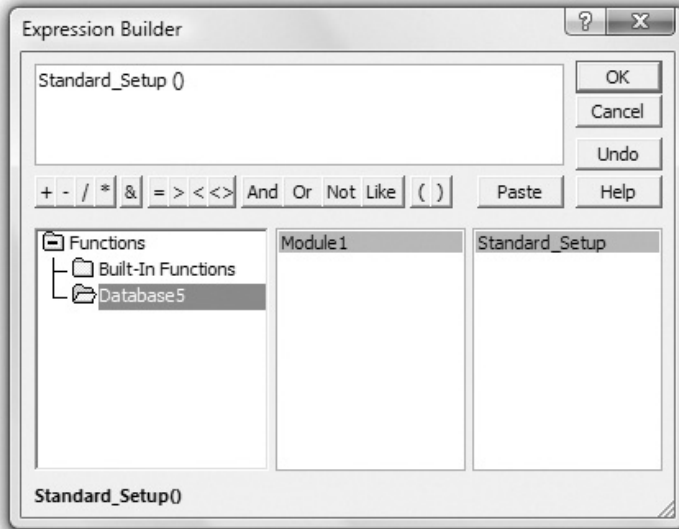 Expression Builder
?
X
Standard_Setup ()
OK
Cancel
Undo
+ - / * & = > < <> And Or Not Like ( ) Paste Help
Functions
Built-In Functions
Database5
Module1
Standard_Setup
Standard_Setup()